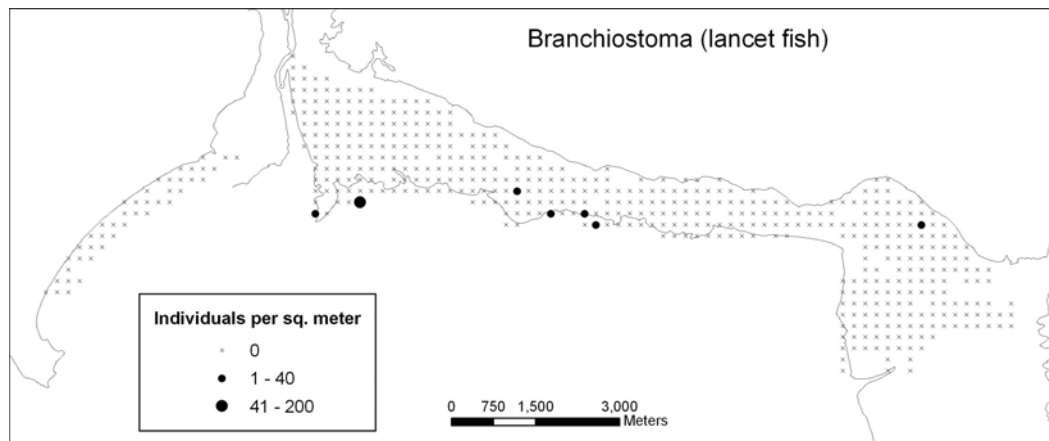 Branchiostoma (lancet fish)
Individuals per sq. meter
0
1 - 40
41 - 200
0 750 1,500 3,000
Meters